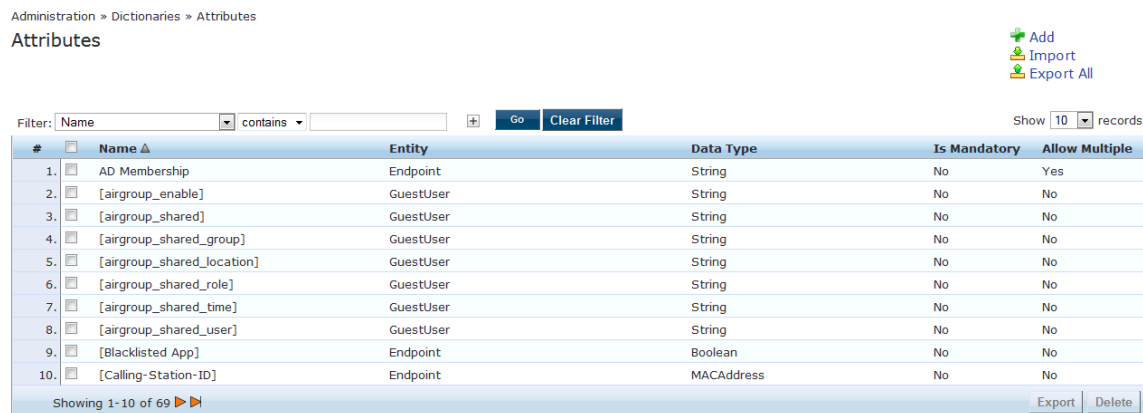 Administration » Dictionaries » Attributes
Attributes
Add
Import
Export All
Filter: Name contains + Go Clear Filter Show 10 records
# Name Entity Data Type Is Mandatory Allow Multiple
1. AD Membership Endpoint String No Yes
2. [airgroup_enable] GuestUser String No No
3. [airgroup_shared] GuestUser String No No
4. [airgroup_shared_group] GuestUser String No No
5. [airgroup_shared_location] GuestUser String No No
6. [airgroup_shared_role] GuestUser String No No
7. [airgroup_shared_time] GuestUser String No No
8. [airgroup_shared_user] GuestUser String No No
9. [Blacklisted App] Endpoint Boolean No No
10. [Calling-Station-ID] Endpoint MACAddress No No
Showing 1-10 of 69 Export Delete